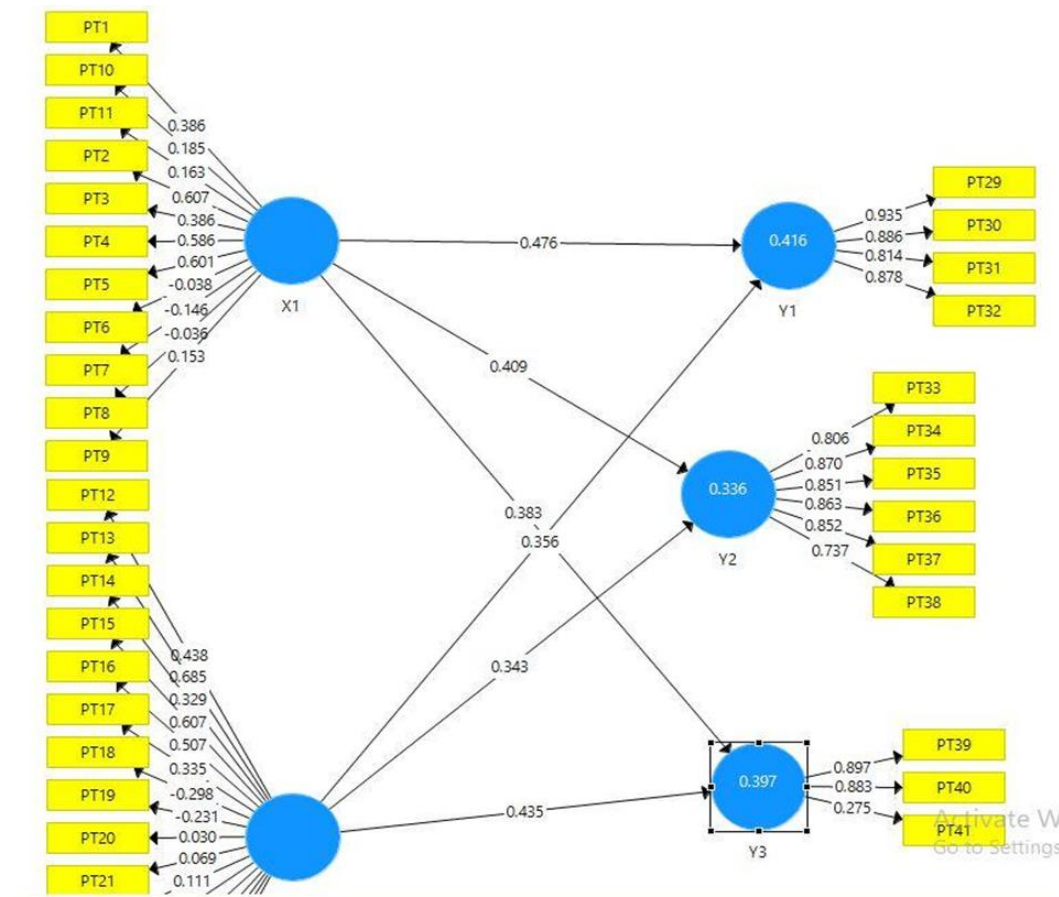 PT1
PT10
PT11
PT2
PT3
PT4
PT5
PT6
PT7
PT8
PT9
0.386
0.185
0.163
0.607
0.386
0.586
0.601
-0.038
-0.146
-0.036
0.153
X1
0.476
0.409
0.383
0.356
0.343
0.435
0.416
Y1
0.935
0.886
0.814
0.878
PT29
PT30
PT31
PT32
0.336
Y2
0.806
0.870
0.851
0.863
0.852
0.737
PT33
PT34
PT35
PT36
PT37
PT38
PT12
PT13
PT14
PT15
PT16
PT17
PT18
PT19
PT20
PT21
0.438
0.685
0.329
0.607
0.507
0.335
-0.298
-0.231
0.030
0.069
0.111
0.397
Y3
0.897
0.883
0.275
PT39
PT40
PT41
Activate W
Go to Settings